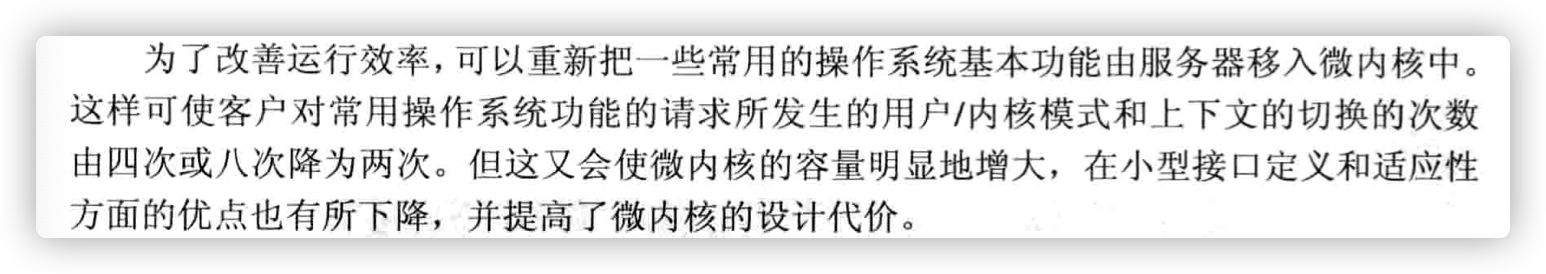 为了改善运行效率，可以重新把一些常用的操作系统基本功能由服务器移入微内核中。
这样可使客户对常用操作系统功能的请求所发生的用户/内核模式和上下文的切换的次数
由四次或八次降为两次。但这又会使微内核的容量明显地增大，在小型接口定义和适应性
方面的优点也有所下降，并提高了微内核的设计代价。